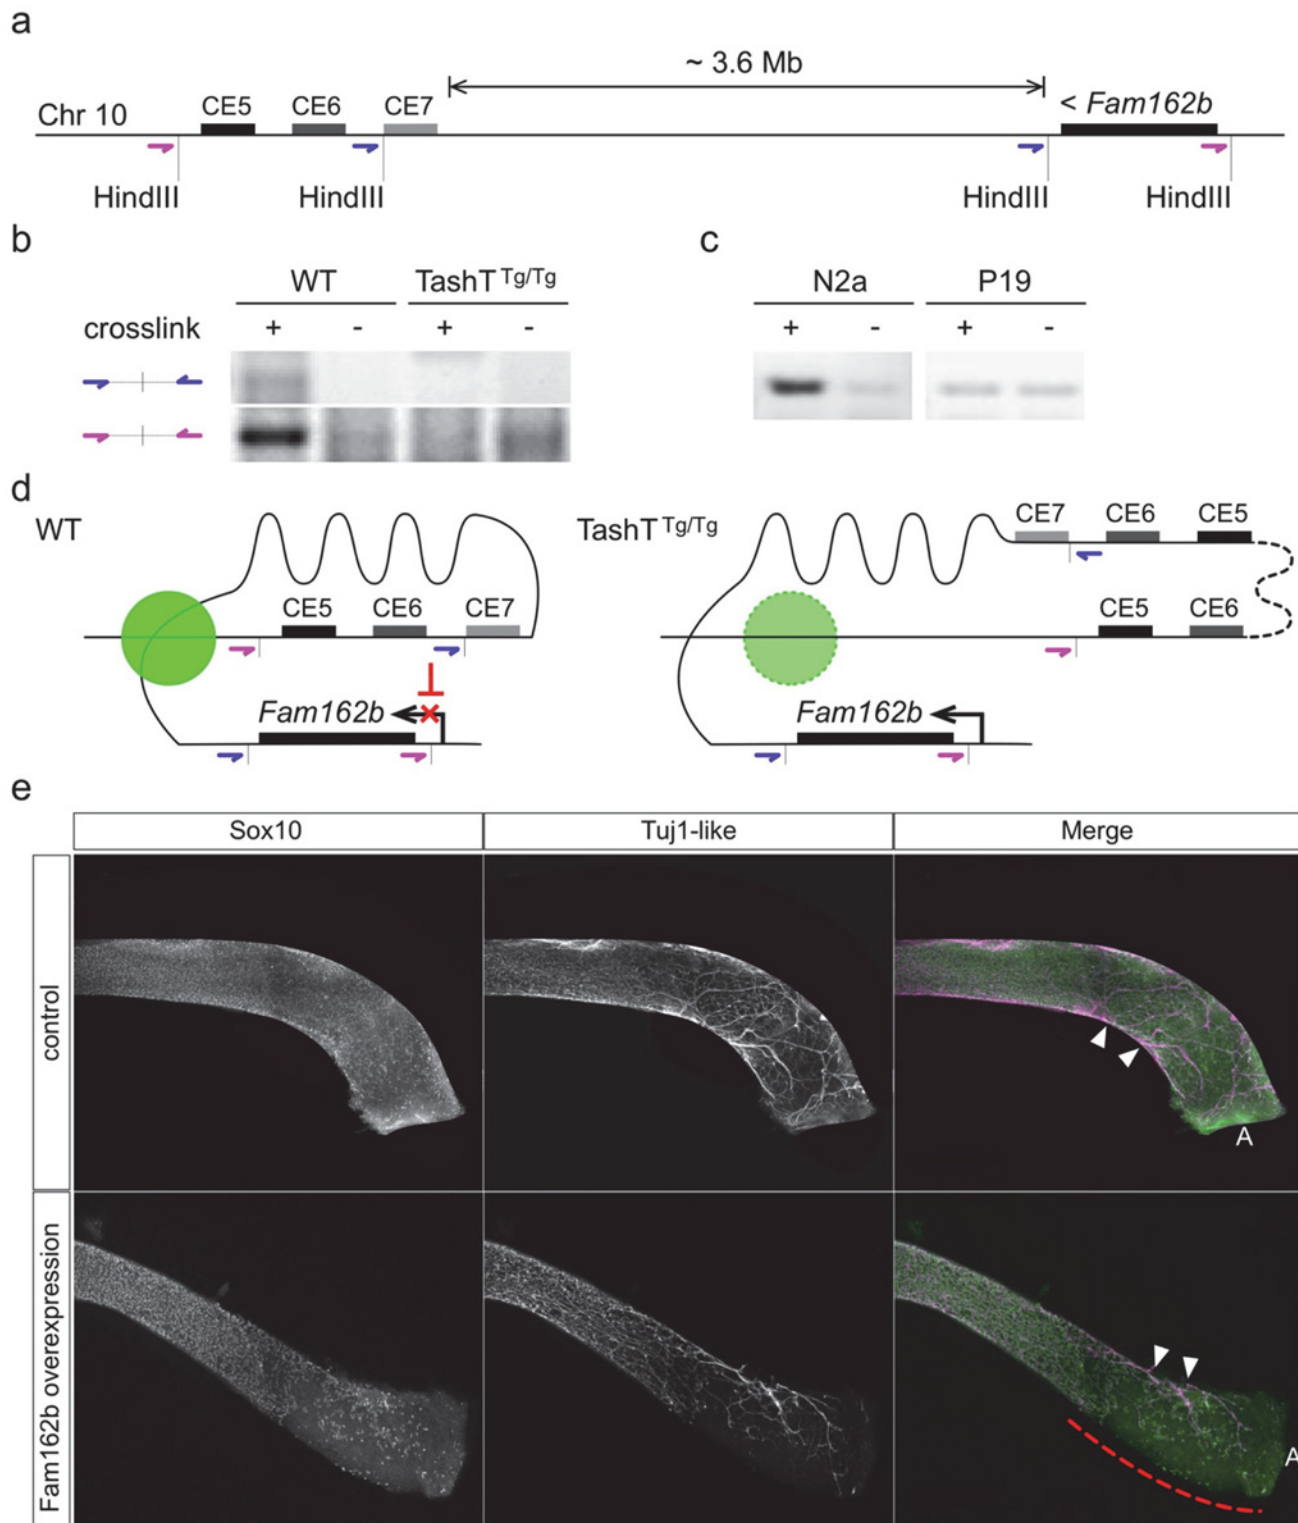 a
~ 3.6 Mb
Chr 10 CE5 CE6 CE7 < Fam162b
HindIII HindIII HindIII HindIII
b
WT TashT Tg/Tg
crosslink + - + -
c
N2a P19
+ - + -
d
WT
CE5 CE6 CE7
Fam162b
TashT Tg/Tg
CE7 CE6 CE5
CE5 CE6
Fam162b
e
Sox10 Tuj1-like Merge
control
A
Fam162b overexpression
A